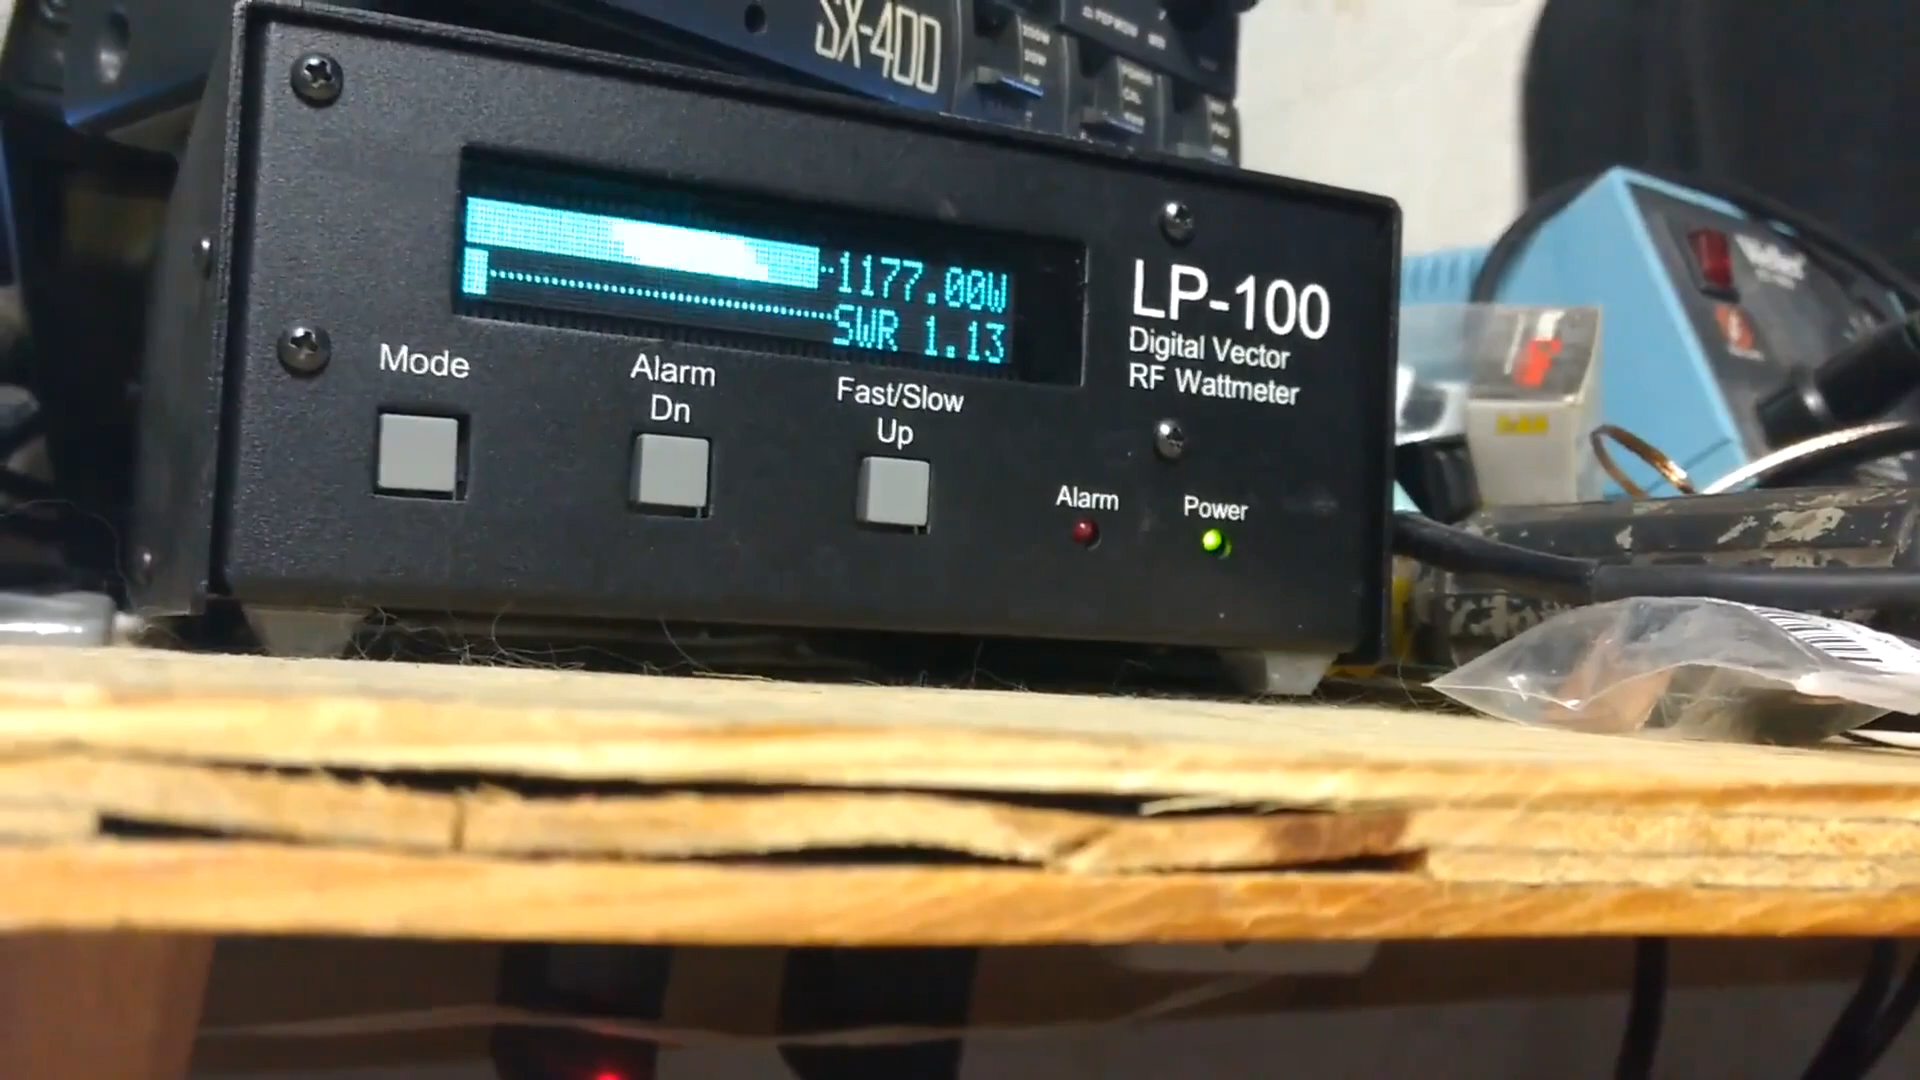 SX-400
1177.00W
SWR 1.13
LP-100
Digital Vector
RF Wattmeter
Mode
Alarm
Dn
Fast/Slow
Up
Alarm
Power
Weller